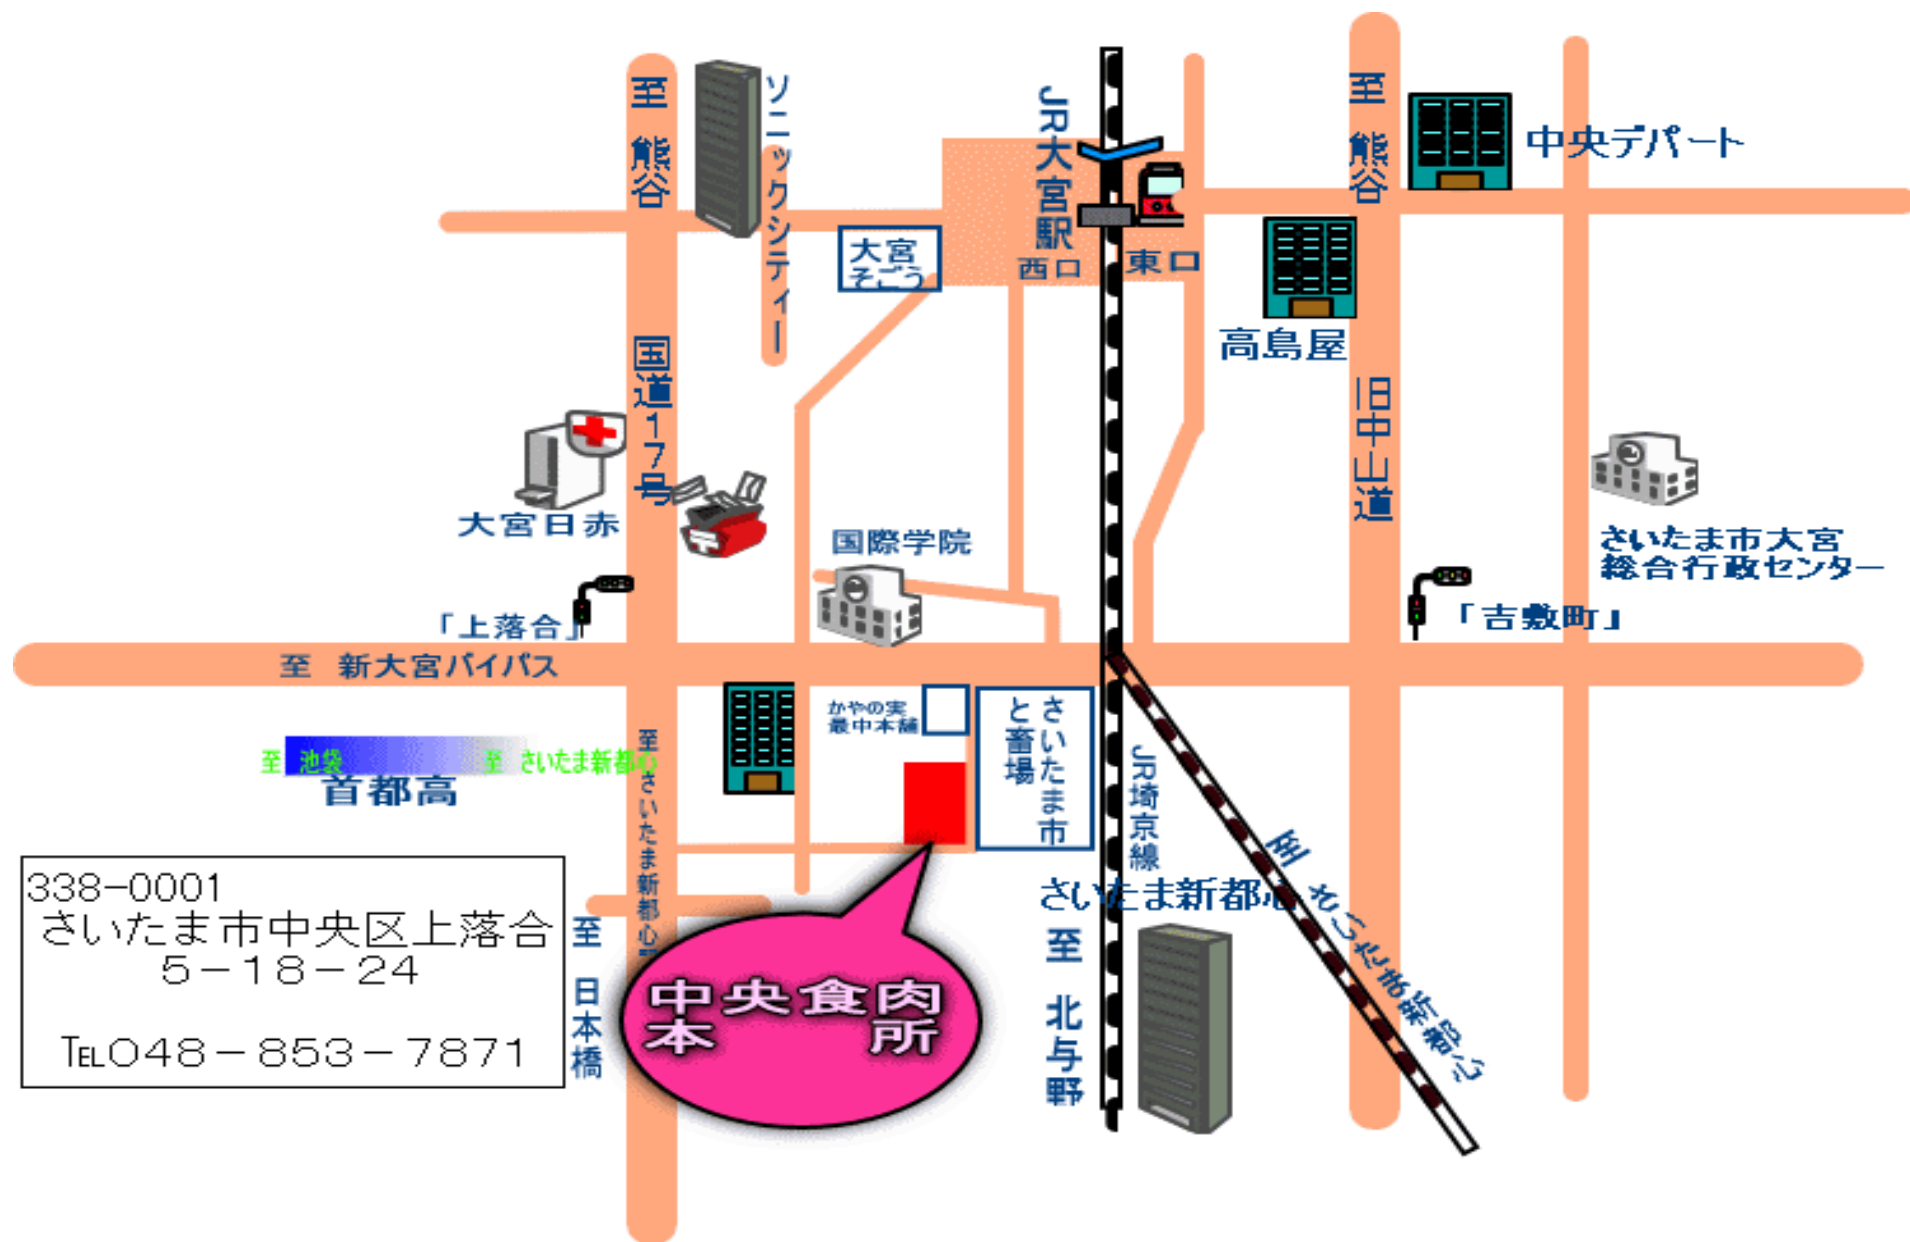 至 熊谷
ソニックシティー
JR大宮駅
至 熊谷
中央デパート
大宮
そごう
西口
東口
高島屋
国道17号
旧中山道
大宮日赤
国際学院
さいたま市大宮
総合行政センター
「上落合」
「吉敷町」
至 新大宮バイパス
かやの実
最中本舗
さいたま市
と畜場
至 池袋
至 さいたま新都心
首都高
JR埼京線
至 さいたま新都心
さいたま新都心
至 さいたま新都心
338-0001
さいたま市中央区上落合
5-18-24
TEL048-853-7871
至 日本橋
中央食肉
本 所
至 北与野